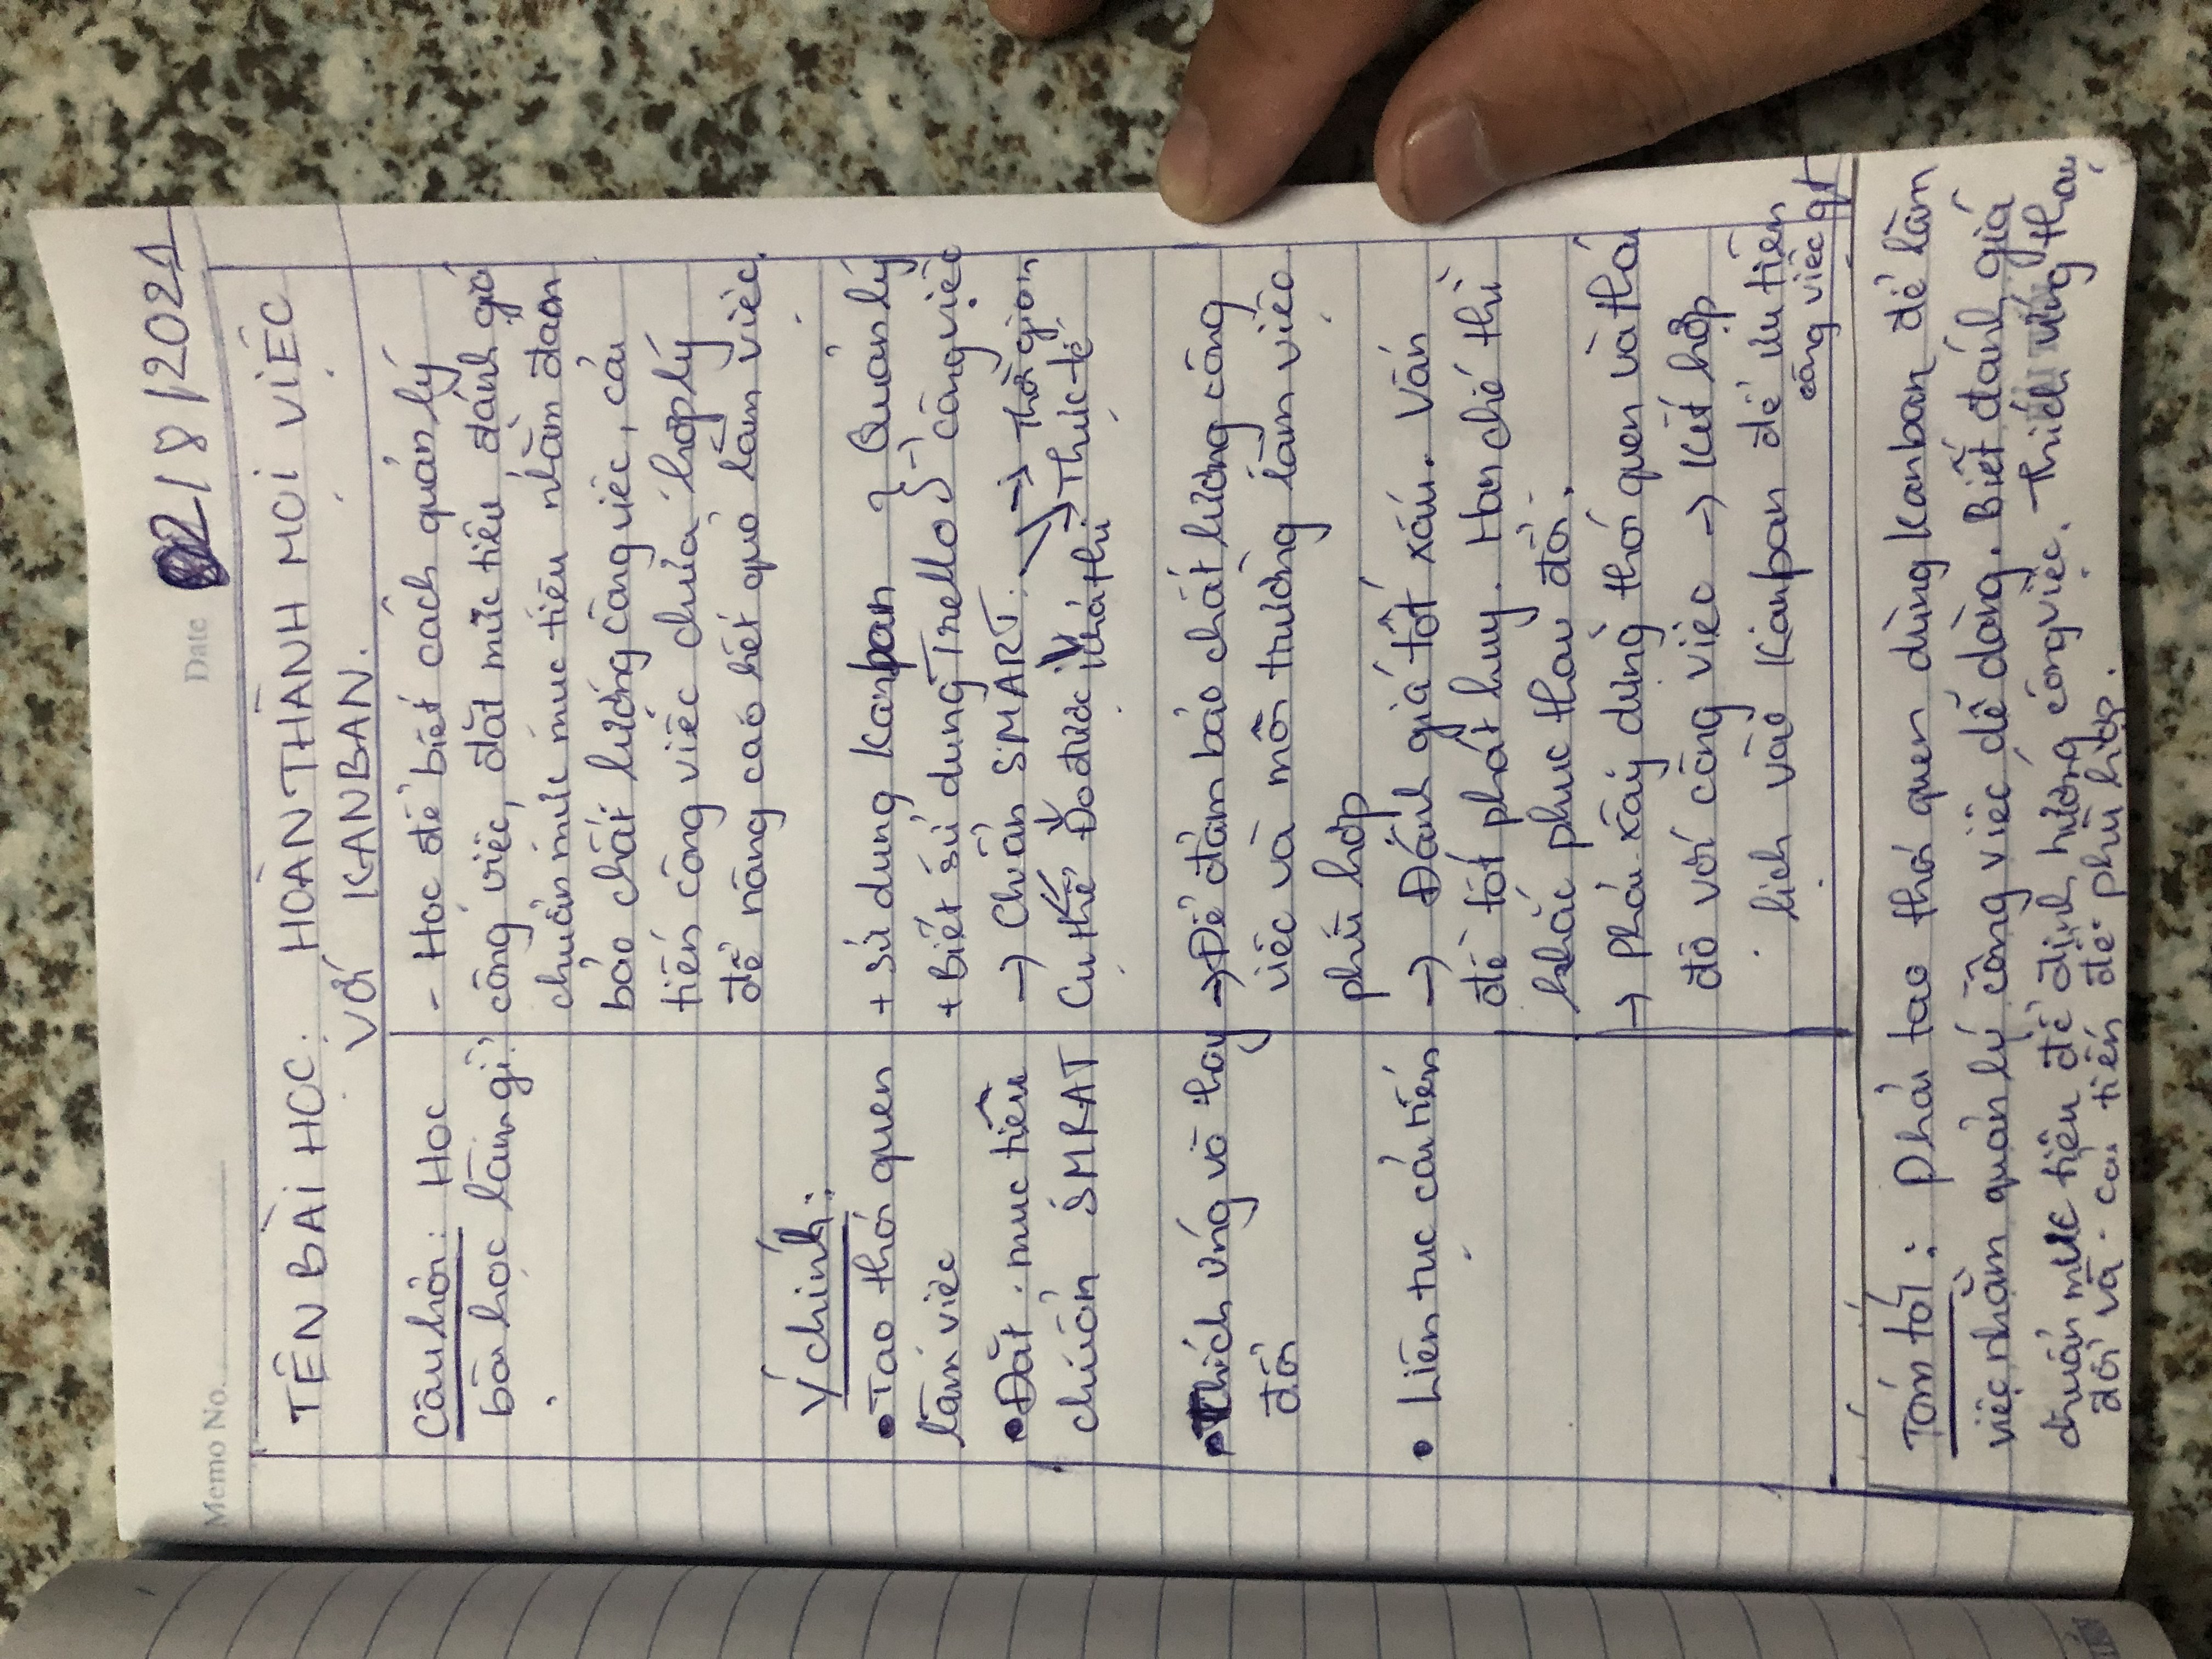 Memo No.
Date 02/8/2021
TÊN BÀI HỌC: HOÀN THÀNH MỌI VIỆC
VỚI KANBAN.
Câu hỏi: Học
bài học làm gì?
- Học để biết cách quản lý
công việc, đặt mức tiêu, đánh giá
chuẩn mức mục tiêu nhằm đảm
bảo chất lượng công việc, cải
tiến công việc chưa hợp lý
để nâng cao hết quả làm việc.
Ý chính:
• Tạo thói quen
làm việc
+ sử dụng Kanban
+ Biết sử dụng Trello
→ Quản lý
công việc
• Đặt mục tiêu
chuẩn SMRAT
→ Chuẩn SMART: → Thời gian
Cụ thể Đo được Khả thi → Thực tế
• Thích ứng và thay
đổi
→ Để đảm bảo chất lượng công
việc và môi trường làm việc
phù hợp
• Liên tục cải tiến
→ Đánh giá tốt xấu. Vấn
đề tốt phát huy. Hạn chế thì
khắc phục thay đổi.
→ Phải xây dựng thói quen và thái
độ với công việc → Kết hợp
lịch vào Kanban để ưu tiên
công việc qt
Tóm tắt: Phải tạo thói quen dùng Kanban để làm
việc nhằm quản lý công việc dễ dàng. Biết đánh giá
chuẩn mục tiêu để định hướng công việc. Thích ứng thay
đổi và cải tiến để phù hợp.